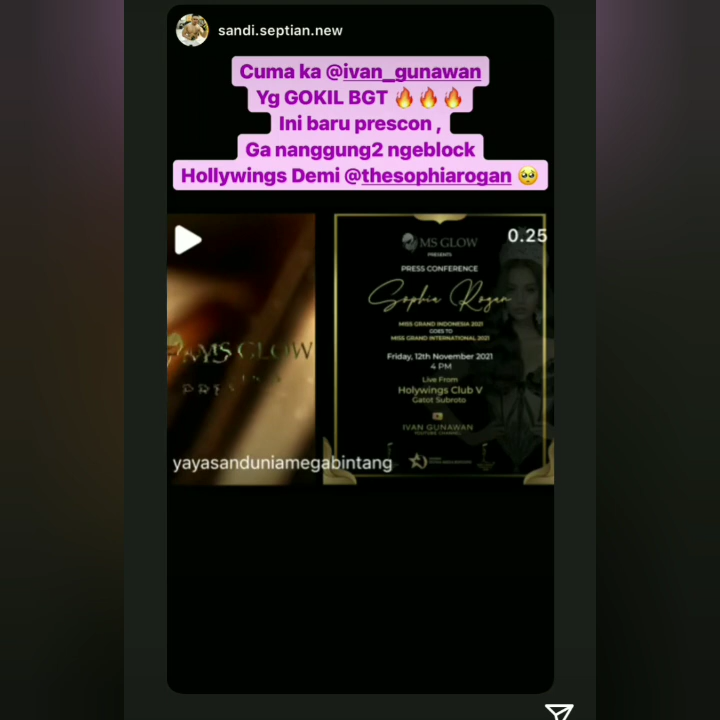 sandi.septian.new
Cuma ka @ivan_gunawan
Yg GOKIL BGT 🔥🔥🔥
Ini baru prescon ,
Ga nanggung2 ngeblock
Hollywings Demi @thesophiarogan 🥺
0.25
MS GLOW
PRESENTS
PRESS CONFERENCE
Sophia Rogan
MISS GRAND INDONESIA 2021
GOES TO
MISS GRAND INTERNATIONAL 2021
Friday, 12th November 2021
4 PM
Live From
Holywings Club V
Gatot Subroto
IVAN GUNAWAN
YOUTUBE CHANNEL
MS GLOW
yayasanduniamegabintang